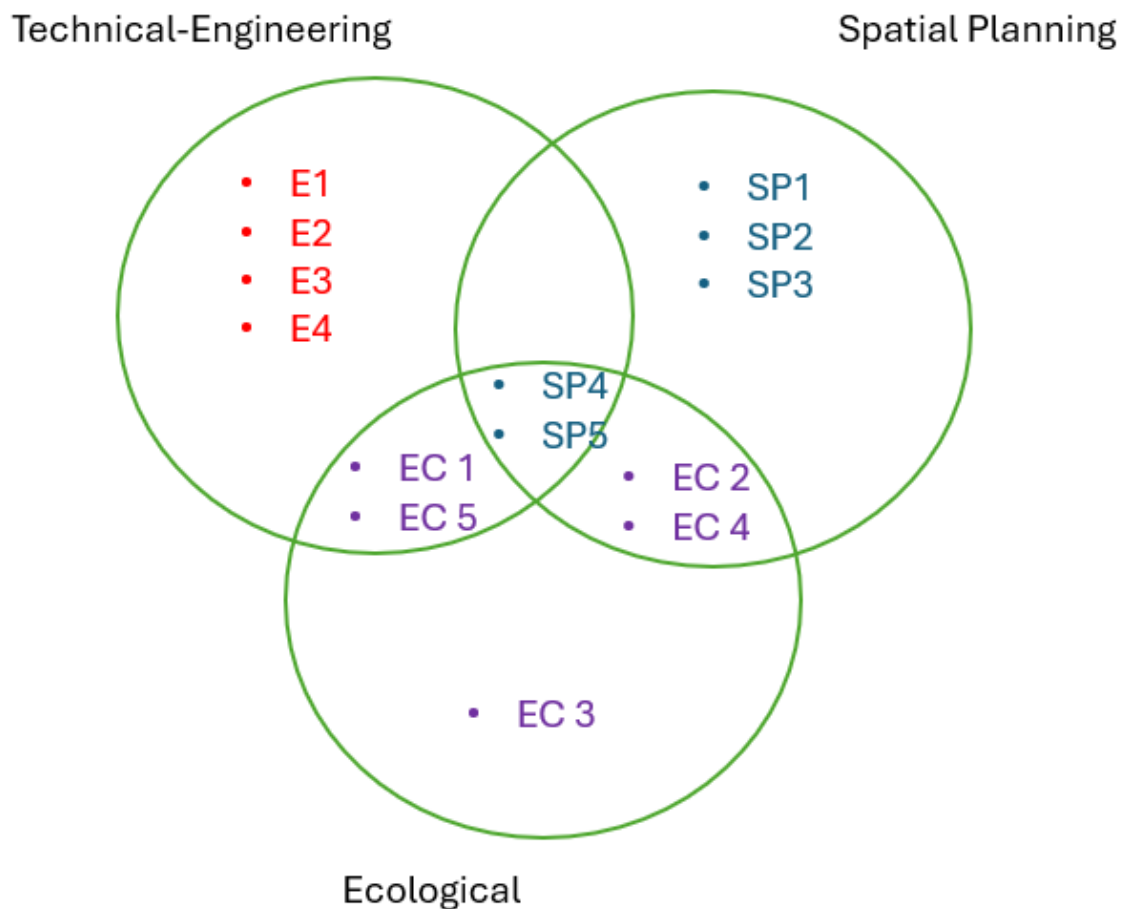 Technical-Engineering
Spatial Planning
• E1
• E2
• E3
• E4
• SP1
• SP2
• SP3
• SP4
• SP5
• EC 1
• EC 5
• EC 2
• EC 4
• EC 3
Ecological